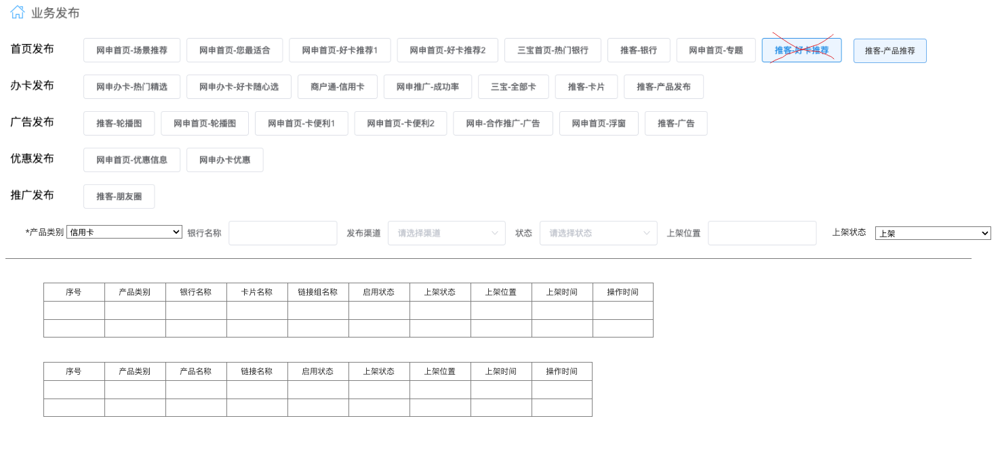 业务发布
首页发布 网申首页-场景推荐 网申首页-您最适合 网申首页-好卡推荐1 网申首页-好卡推荐2 三宝首页-热门银行 推客-银行 网申首页-专题 推客-好卡推荐 推客-产品推荐
办卡发布 网申办卡-热门精选 网申办卡-好卡随心选 商户通-信用卡 网申推广-成功率 三宝-全部卡 推客-卡片 推客-产品发布
广告发布 推客-轮播图 网申首页-轮播图 网申首页-卡便利1 网申首页-卡便利2 网申-合作推广-广告 网申首页-浮窗 推客-广告
优惠发布 网申首页-优惠信息 网申办卡优惠
推广发布 推客-朋友圈
*产品类别 信用卡 银行名称 发布渠道 请选择渠道 状态 请选择状态 上架位置 上架状态 上架
序号 产品类别 银行名称 卡片名称 链接组名称 启用状态 上架状态 上架位置 上架时间 操作时间
序号 产品类别 产品名称 链接名称 启用状态 上架状态 上架位置 上架时间 操作时间